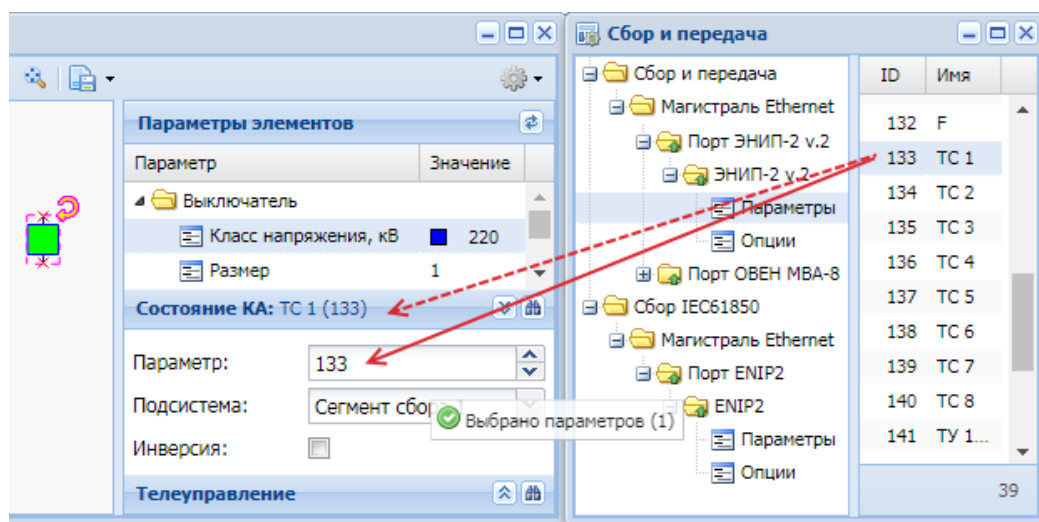 Сбор и передача
Параметры элементов
Параметр Значение
Выключатель
Класс напряжения, кВ 220
Размер 1
Состояние КА: ТС 1 (133)
Параметр: 133
Подсистема: Сегмент сбора 1
Инверсия:
Телеуправление
Выбрано параметров (1)
Сбор и передача
Магистраль Ethernet
Порт ЭНИП-2 v.2
ЭНИП-2 v.2
Параметры
Опции
Порт ОВЕН МВА-8
Сбор IEC61850
Магистраль Ethernet
Порт ENIP2
ENIP2
Параметры
Опции
ID Имя
132 F
133 ТС 1
134 ТС 2
135 ТС 3
136 ТС 4
137 ТС 5
138 ТС 6
139 ТС 7
140 ТС 8
141 ТУ 1...
39